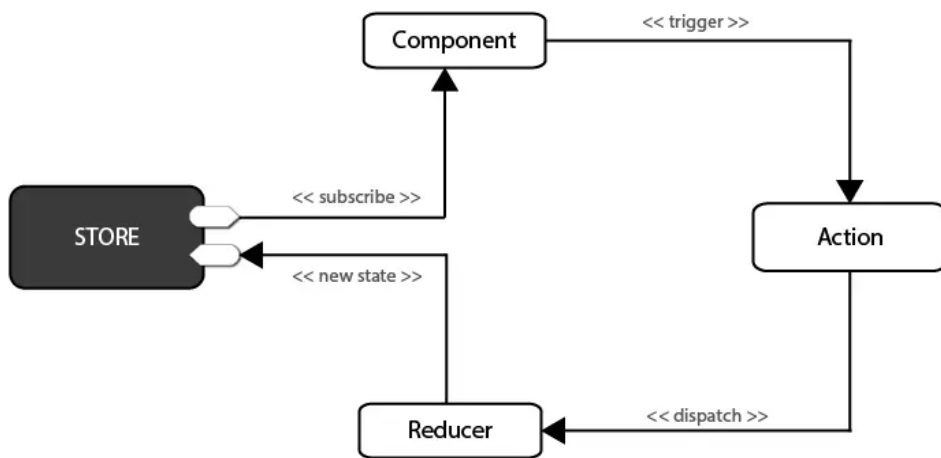 Component
<< trigger >>
<< subscribe >>
STORE
Action
<< new state >>
<< dispatch >>
Reducer